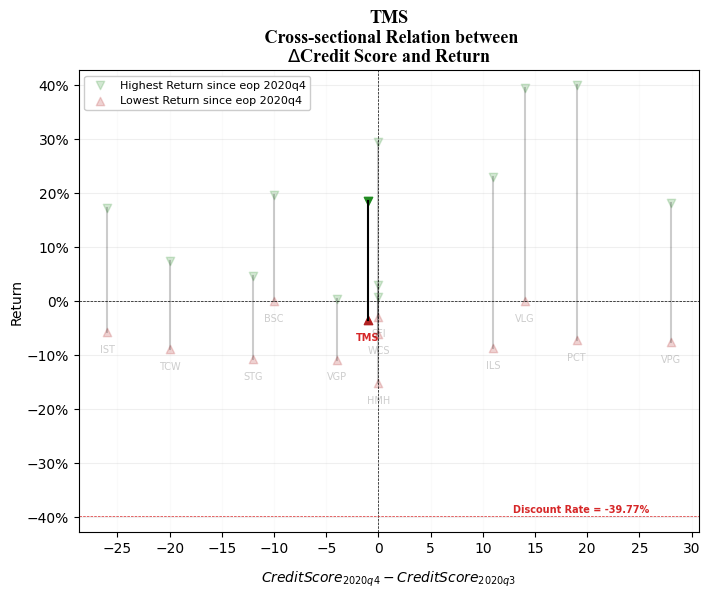 TMS
Cross-sectional Relation between
ΔCredit Score and Return
Highest Return since eop 2020q4
Lowest Return since eop 2020q4
40%
30%
20%
10%
0%
−10%
−20%
−30%
−40%
Return
IST
TCW
STG
BSC
VGP
TMS
WCS
HMH
ILS
VLG
PCT
VPG
Discount Rate = -39.77%
−25
−20
−15
−10
−5
0
5
10
15
20
25
30
CreditScore2020q4 − CreditScore2020q3